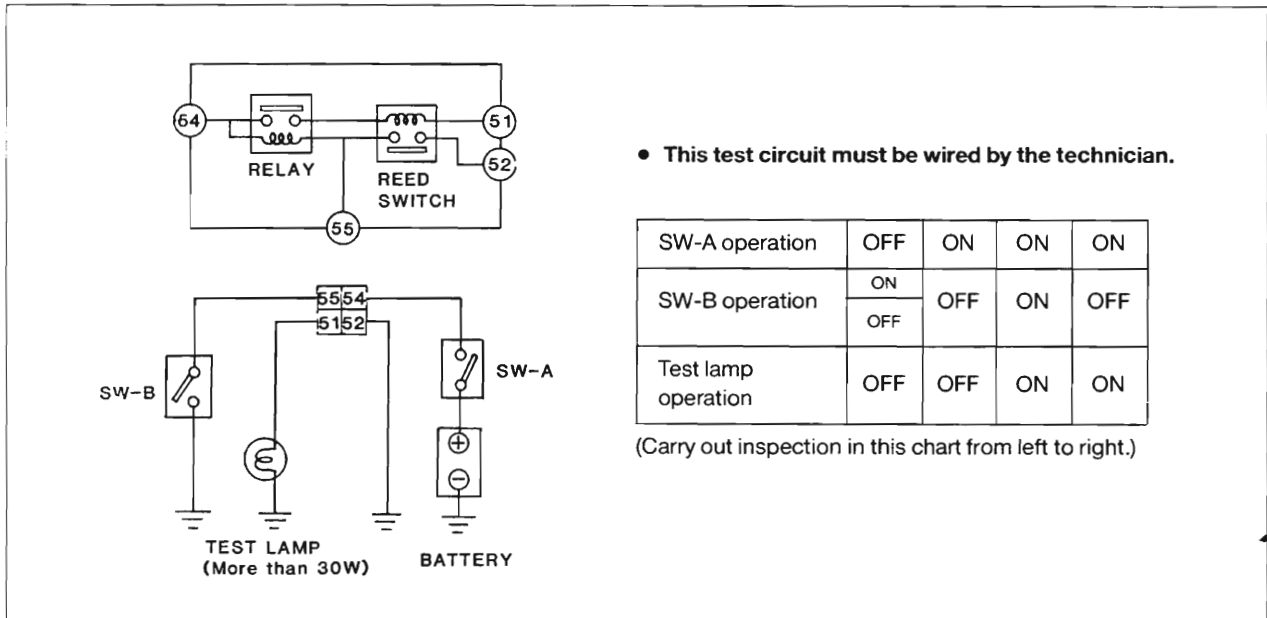 54
51
52
55
RELAY
REED
SWITCH
55 54
51 52
SW-B
SW-A
TEST LAMP
(More than 30W)
BATTERY
• This test circuit must be wired by the technician.
SW-A operation OFF ON ON ON
SW-B operation ON OFF OFF ON OFF
Test lamp
operation OFF OFF ON ON
(Carry out inspection in this chart from left to right.)